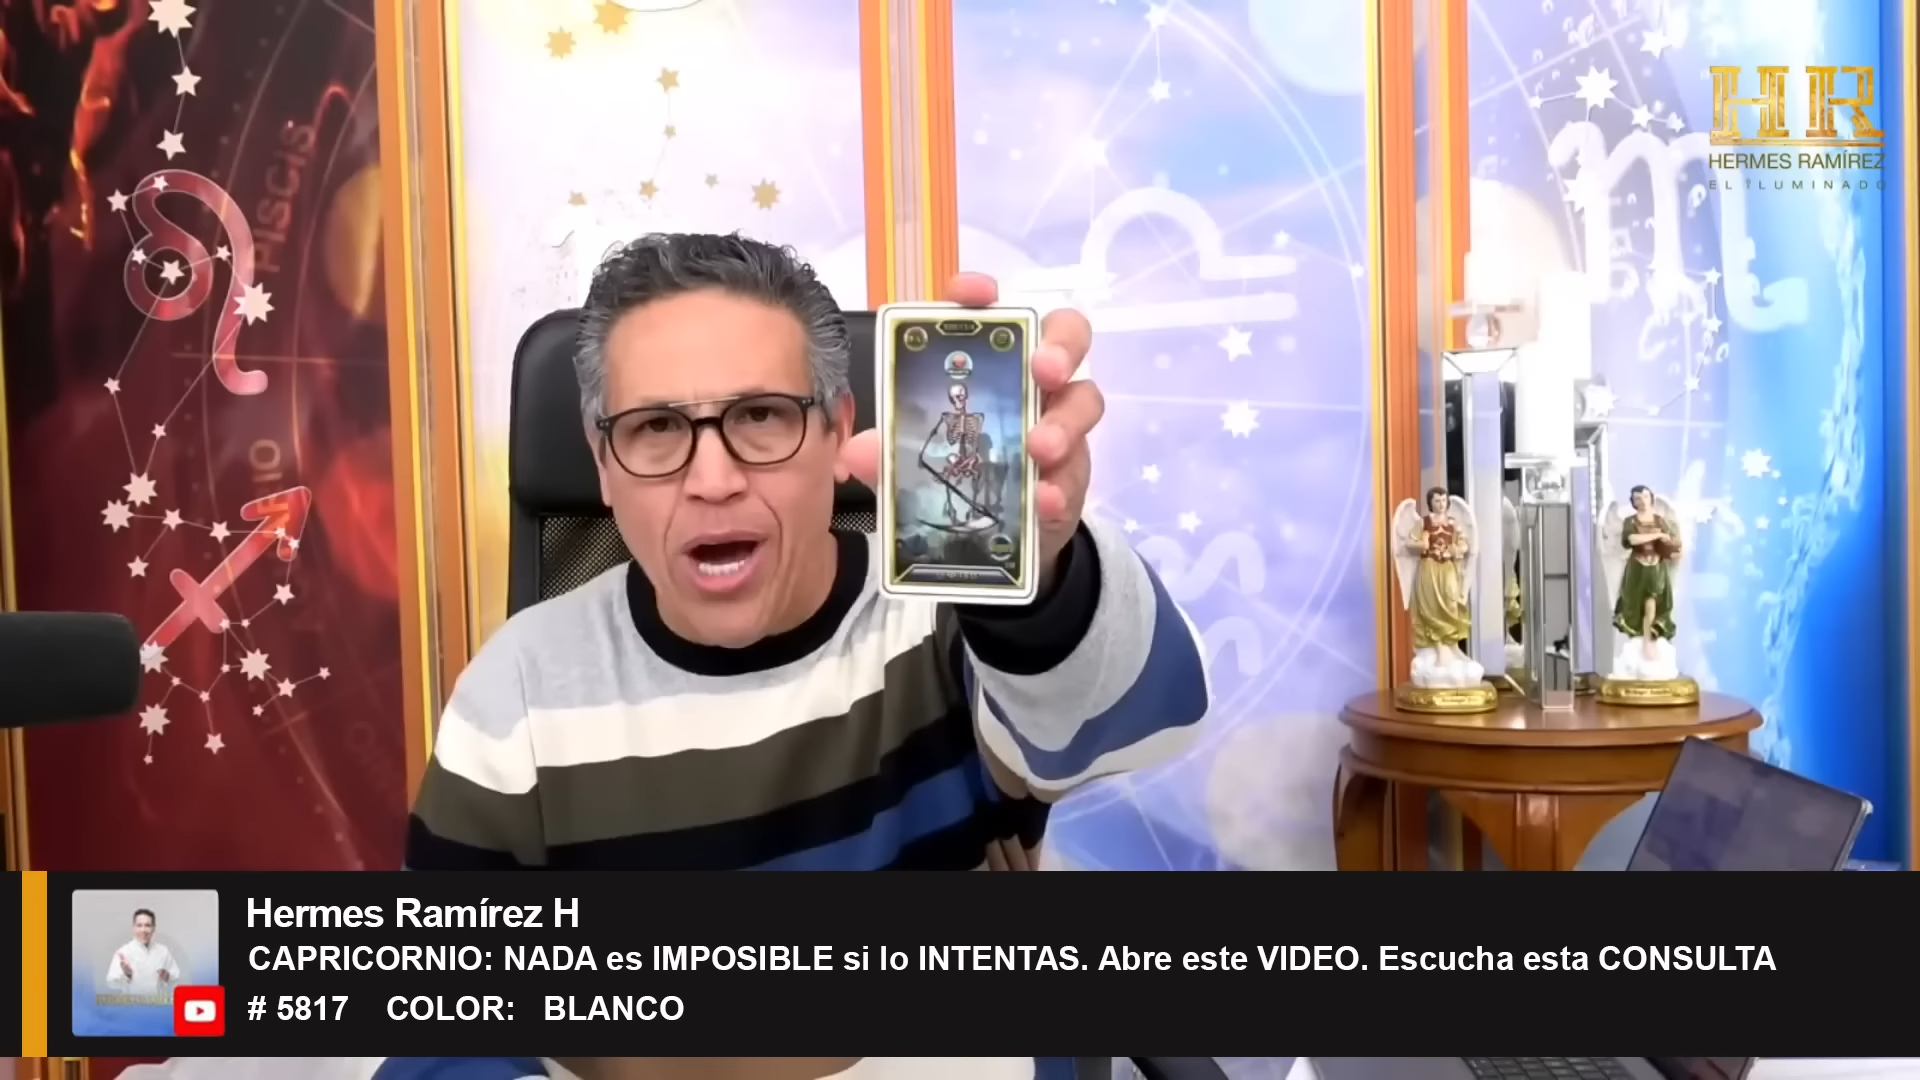 PISCIS
HR
HERMES RAMÍREZ
EL ILUMINADO
Hermes Ramírez H
CAPRICORNIO: NADA es IMPOSIBLE si lo INTENTAS. Abre este VIDEO. Escucha esta CONSULTA
# 5817 COLOR: BLANCO